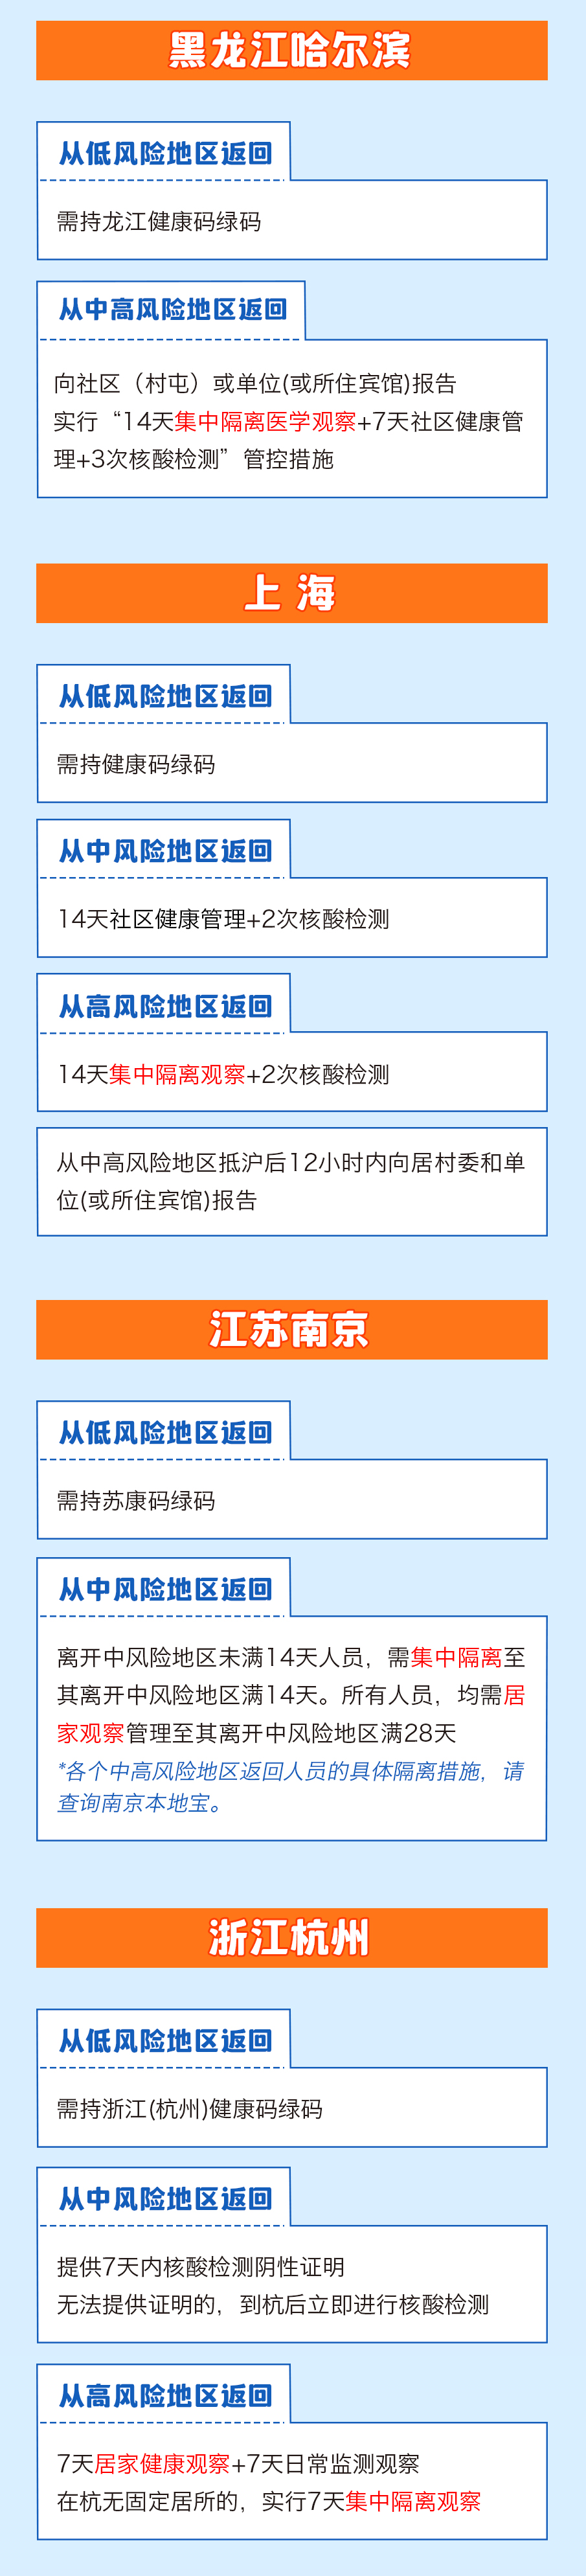 黑龙江哈尔滨
从低风险地区返回
需持龙江健康码绿码
从中高风险地区返回
向社区（村屯）或单位(或所住宾馆)报告
实行“14天集中隔离医学观察+7天社区健康管
理+3次核酸检测”管控措施
上 海
从低风险地区返回
需持健康码绿码
从中风险地区返回
14天社区健康管理+2次核酸检测
从高风险地区返回
14天集中隔离观察+2次核酸检测
从中高风险地区抵沪后12小时内向居村委和单
位(或所住宾馆)报告
江苏南京
从低风险地区返回
需持苏康码绿码
从中风险地区返回
离开中风险地区未满14天人员，需集中隔离至
其离开中风险地区满14天。所有人员，均需居
家观察管理至其离开中风险地区满28天
*各个中高风险地区返回人员的具体隔离措施，请
查询南京本地宝。
浙江杭州
从低风险地区返回
需持浙江(杭州)健康码绿码
从中风险地区返回
提供7天内核酸检测阴性证明
无法提供证明的，到杭后立即进行核酸检测
从高风险地区返回
7天居家健康观察+7天日常监测观察
在杭无固定居所的，实行7天集中隔离观察